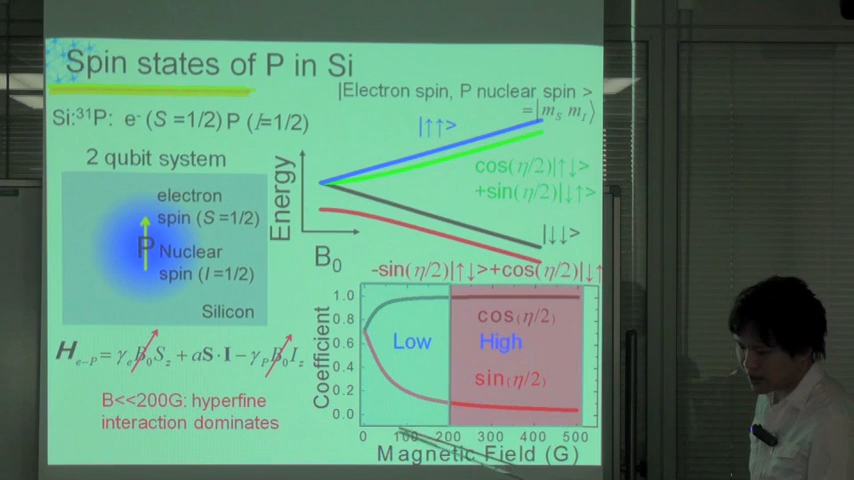 Spin states of P in Si
|Electron spin, P nuclear spin >
=|m_S m_I⟩
Si:³¹P: e⁻ (S =1/2) P (I=1/2)
2 qubit system
electron
spin (S =1/2)
P
Nuclear
spin (I =1/2)
Silicon
H_{e-P} = γ_e B_0 S_z + aS·I − γ_P B_0 I_z
B<<200G: hyperfine
interaction dominates
Energy
B₀
|↑↑>
cos(η/2)|↑↓>
+sin(η/2)|↓↑>
|↓↓>
-sin(η/2)|↑↓>+cos(η/2)|↓↑
Coefficient
1.0
0.8
0.6
0.4
0.2
0.0
Low
High
cos(η/2)
sin(η/2)
0 100 200 300 400 500
Magnetic Field (G)